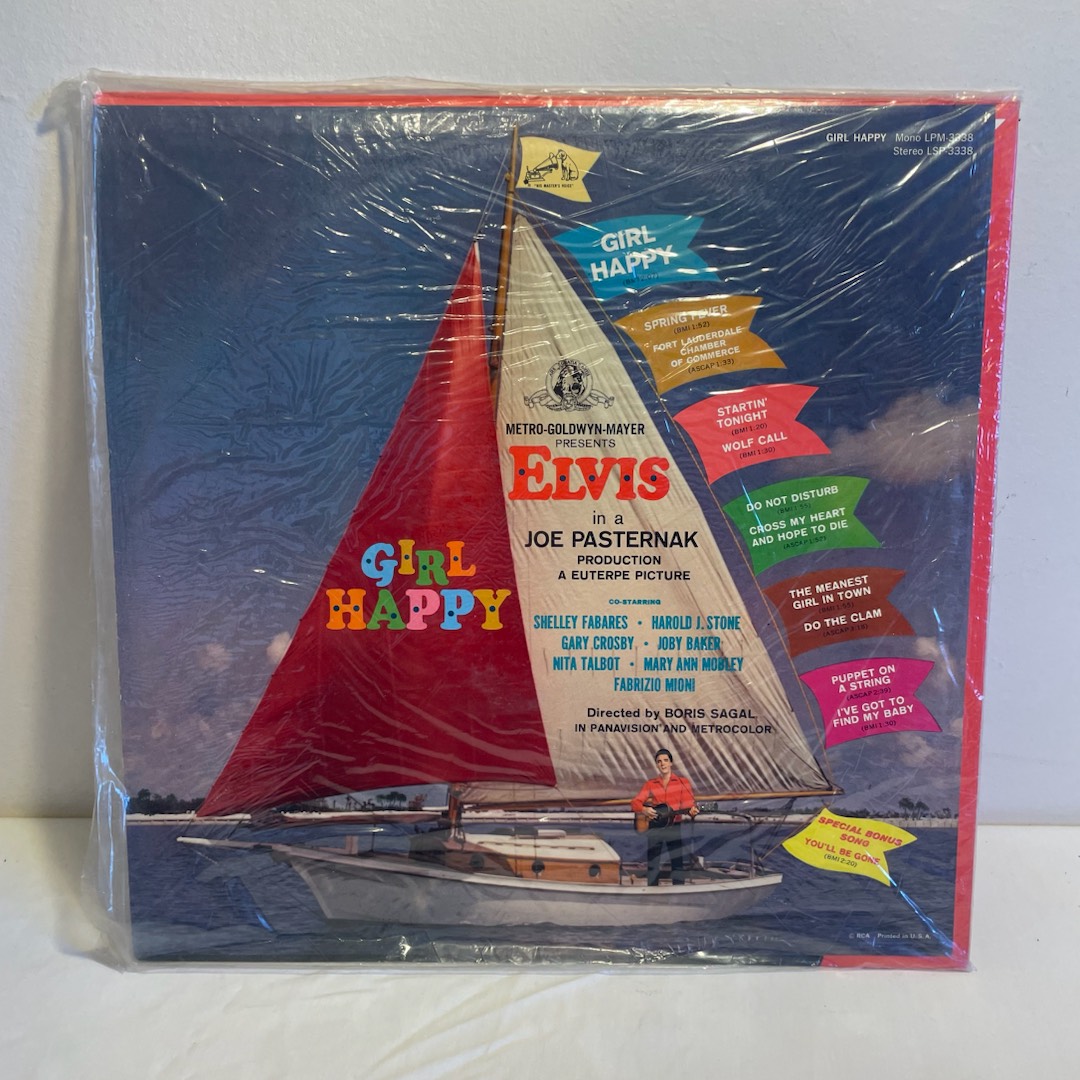 GIRL HAPPY Mono LPM-3338
Stereo LSP-3338
"HIS MASTER'S VOICE"
GIRL
HAPPY
SPRING FEVER
(BMI 1:52)
FORT LAUDERDALE
CHAMBER
OF COMMERCE
(ASCAP 1:33)
STARTIN'
TONIGHT
(BMI 1:20)
WOLF CALL
(BMI 1:30)
DO NOT DISTURB
CROSS MY HEART
AND HOPE TO DIE
THE MEANEST
GIRL IN TOWN
DO THE CLAM
PUPPET ON
A STRING
(ASCAP 2:39)
I'VE GOT TO
FIND MY BABY
(BMI 1:30)
SPECIAL BONUS
SONG
YOU'LL BE GONE
(BMI 2:20)
METRO-GOLDWYN-MAYER
PRESENTS
ELVIS
in a
JOE PASTERNAK
PRODUCTION
A EUTERPE PICTURE
CO-STARRING
SHELLEY FABARES • HAROLD J. STONE
GARY CROSBY • JOBY BAKER
NITA TALBOT • MARY ANN MOBLEY
FABRIZIO MIONI
Directed by BORIS SAGAL
IN PANAVISION AND METROCOLOR
GIRL
HAPPY
© RCA Printed in U.S.A.